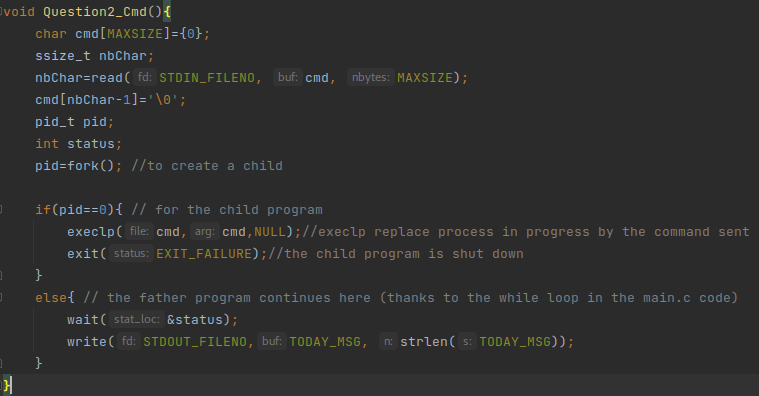 void Question2_Cmd(){
char cmd[MAXSIZE]={0};
ssize_t nbChar;
nbChar=read( fd: STDIN_FILENO, buf: cmd, nbytes: MAXSIZE);
cmd[nbChar-1]='\0';
pid_t pid;
int status;
pid=fork(); //to create a child
if(pid==0){ // for the child program
execlp( file: cmd, arg: cmd,NULL);//execlp replace process in progress by the command sent
exit( status: EXIT_FAILURE);//the child program is shut down
}
else{ // the father program continues here (thanks to the while loop in the main.c code)
wait( stat_loc: &status);
write( fd: STDOUT_FILENO, buf: TODAY_MSG, n: strlen( s: TODAY_MSG));
}
}